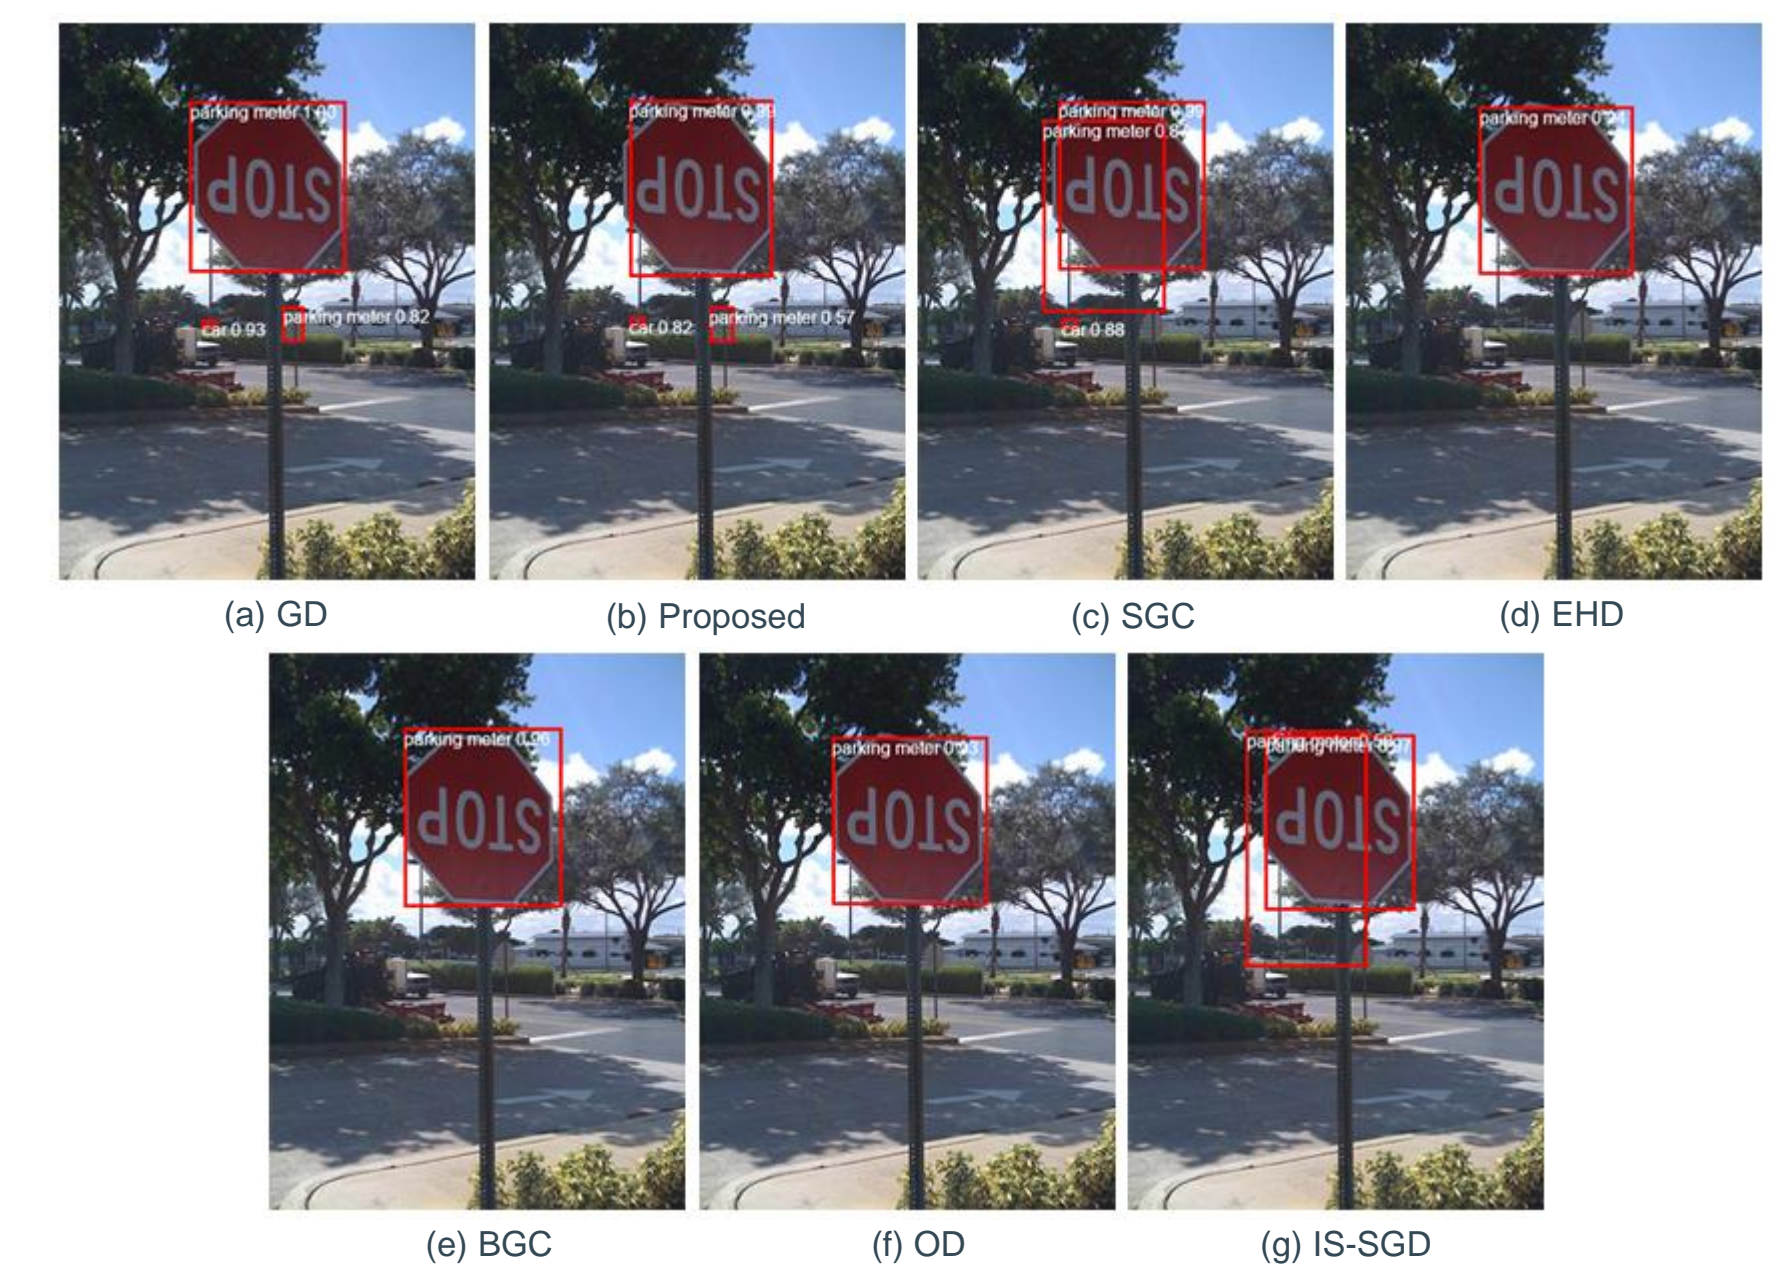 parking meter 1.00
STOP
car 0.93
parking meter 0.82
(a) GD
parking meter 0.99
STOP
car 0.82
parking meter 0.57
(b) Proposed
parking meter 0.99
parking meter 0.8
STOP
car 0.88
(c) SGC
parking meter 0.94
STOP
(d) EHD
parking meter 0.96
STOP
(e) BGC
parking meter 0.93
STOP
(f) OD
parking meter
STOP
(g) IS-SGD